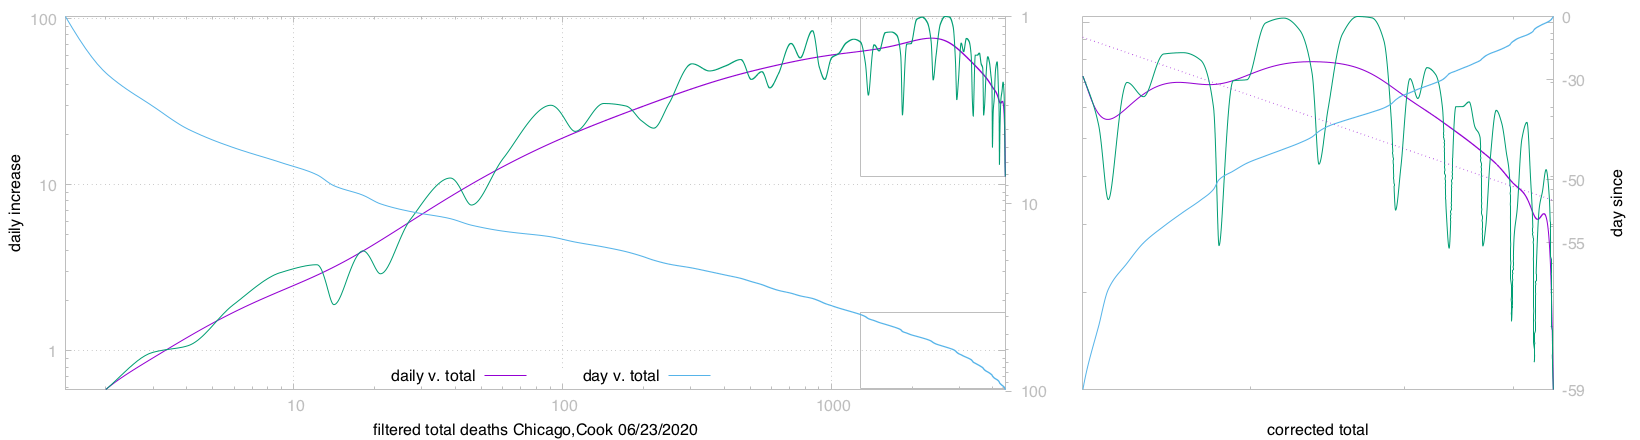 100
10
1
daily increase
10
100
1000
filtered total deaths Chicago,Cook 06/23/2020
daily v. total
day v. total
1
10
100
0
-30
-50
-55
-59
day since
corrected total